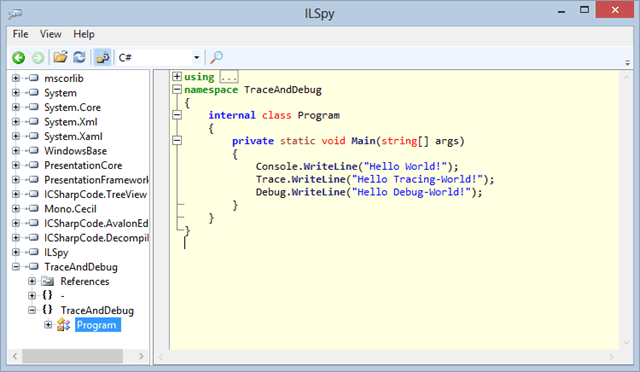 ILSpy
File View Help
C#
mscorlib
System
System.Core
System.Xml
System.Xaml
WindowsBase
PresentationCore
PresentationFramework
ICSharpCode.TreeView
Mono.Cecil
ICSharpCode.AvalonEd
ICSharpCode.Decompil
ILSpy
TraceAndDebug
References
{} -
{} TraceAndDebug
Program
using ...
namespace TraceAndDebug
{
internal class Program
{
private static void Main(string[] args)
{
Console.WriteLine("Hello World!");
Trace.WriteLine("Hello Tracing-World!");
Debug.WriteLine("Hello Debug-World!");
}
}
}